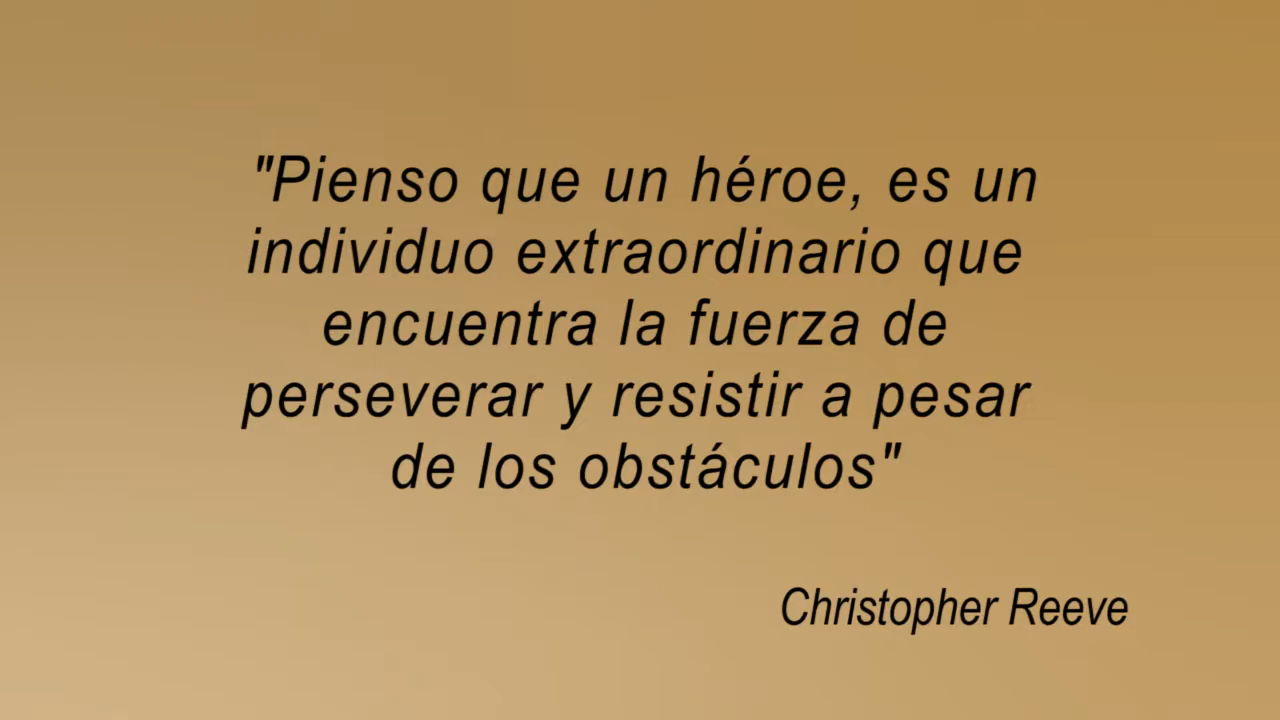 "Pienso que un héroe, es un
individuo extraordinario que
encuentra la fuerza de
perseverar y resistir a pesar
de los obstáculos"
Christopher Reeve